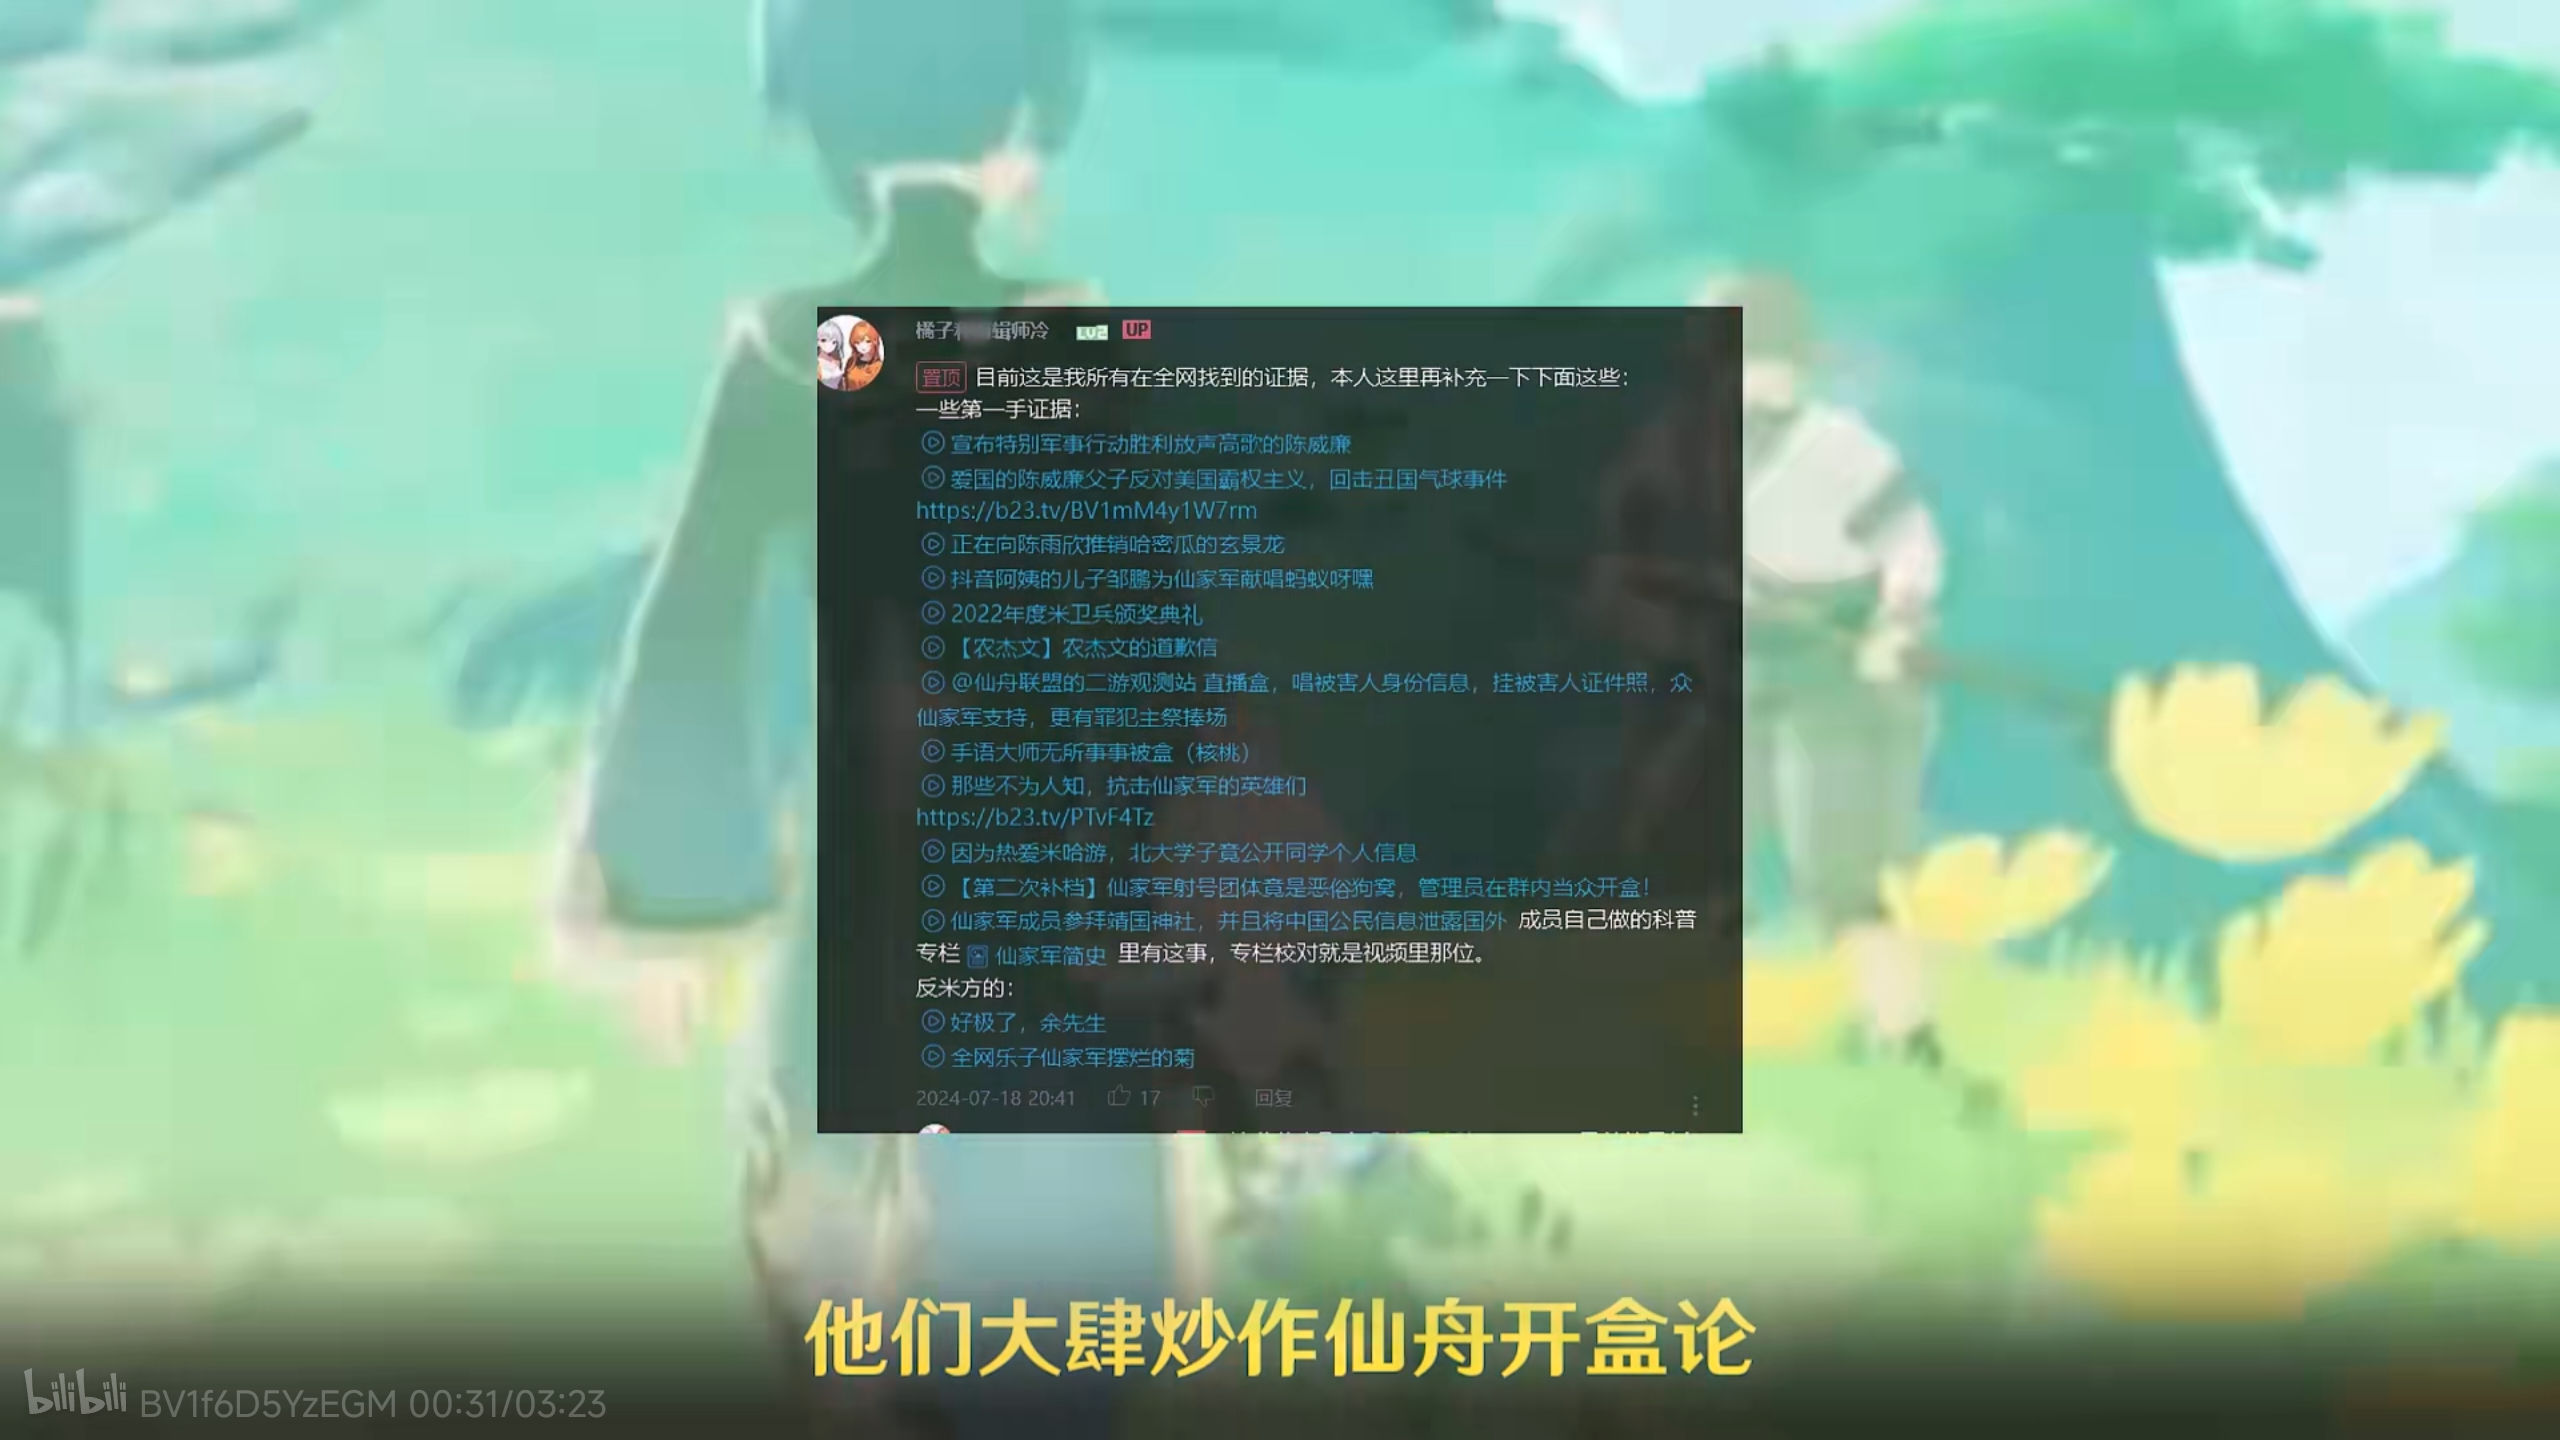 橘子 辑师冷 LV2 UP
置顶 目前这是我所有在全网找到的证据，本人这里再补充一下下面这些：
一些第一手证据：
宣布特别军事行动胜利放声高歌的陈威廉
爱国的陈威廉父子反对美国霸权主义，回击丑国气球事件
https://b23.tv/BV1mM4y1W7rm
正在向陈雨欣推销哈密瓜的玄景龙
抖音阿姨的儿子邹鹏为仙家军献唱蚂蚁呀嘿
2022年度米卫兵颁奖典礼
【农杰文】农杰文的道歉信
@仙舟联盟的二游观测站 直播盒，唱被害人身份信息，挂被害人证件照，众
仙家军支持，更有罪犯主祭捧场
手语大师无所事事被盒（核桃）
那些不为人知，抗击仙家军的英雄们
https://b23.tv/PTvF4Tz
因为热爱米哈游，北大学子竟公开同学个人信息
【第二次补档】仙家军射号团体竟是恶俗狗窝，管理员在群内当众开盒！
仙家军成员参拜靖国神社，并且将中国公民信息泄露国外 成员自己做的科普
专栏 仙家军简史 里有这事，专栏校对就是视频里那位。
反米方的：
好极了，余先生
全网乐子仙家军摆烂的菊
2024-07-18 20:41 17 回复
他们大肆炒作仙舟开盒论
bilibili BV1f6D5YzEGM 00:31/03:23